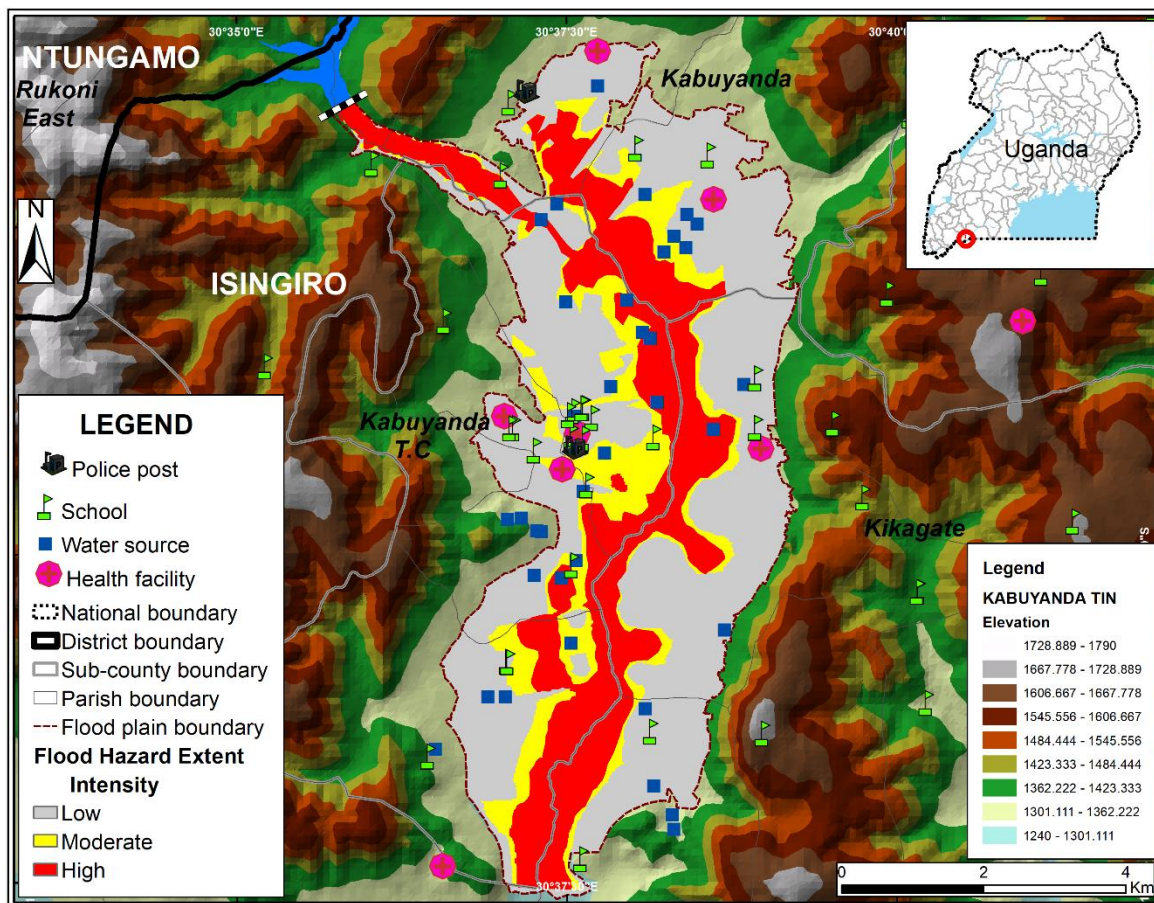 30°35'0"E
30°37'30"E
30°40'
NTUNGAMO
Rukoni
East
Kabuyanda
Uganda
N
ISINGIRO
Kabuyanda
T.C
Kikagate
LEGEND
Police post
School
Water source
Health facility
National boundary
District boundary
Sub-county boundary
Parish boundary
Flood plain boundary
Flood Hazard Extent
Intensity
Low
Moderate
High
Legend
KABUYANDA TIN
Elevation
1728.889 - 1790
1667.778 - 1728.889
1606.667 - 1667.778
1545.556 - 1606.667
1484.444 - 1545.556
1423.333 - 1484.444
1362.222 - 1423.333
1301.111 - 1362.222
1240 - 1301.111
0 2 4
Km
30°37'30"E